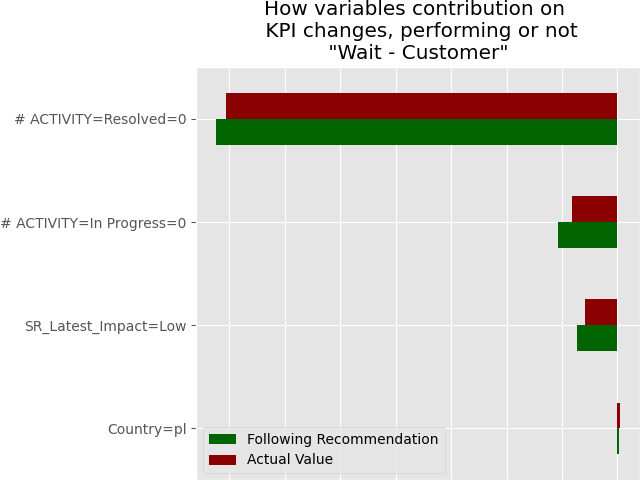 How variables contribution on
KPI changes, performing or not
"Wait - Customer"
# ACTIVITY=Resolved=0
# ACTIVITY=In Progress=0
SR_Latest_Impact=Low
Country=pl
Following Recommendation
Actual Value